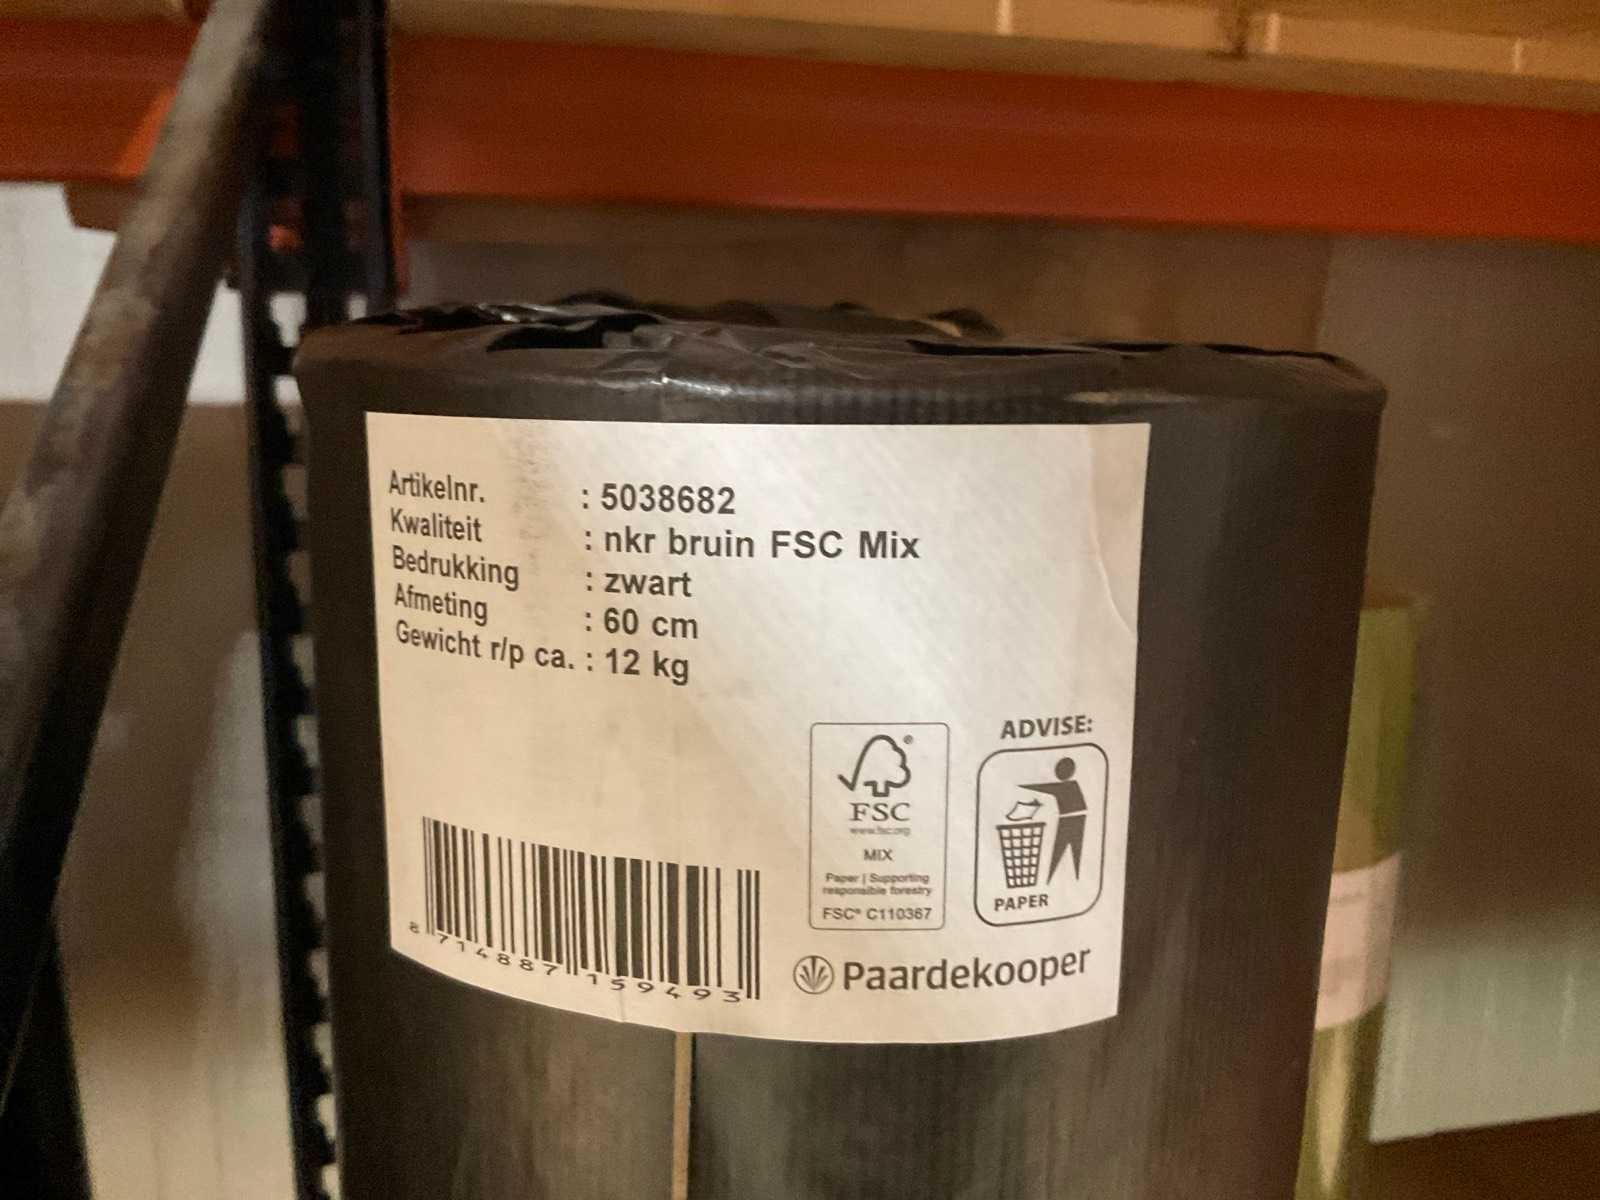 Artikelnr. : 5038682
Kwaliteit : nkr bruin FSC Mix
Bedrukking : zwart
Afmeting : 60 cm
Gewicht r/p ca. : 12 kg
ADVISE:
FSC®
www.fsc.org
MIX
Paper | Supporting
responsible forestry
FSC® C110367
PAPER
8 714887 159493
Paardekooper